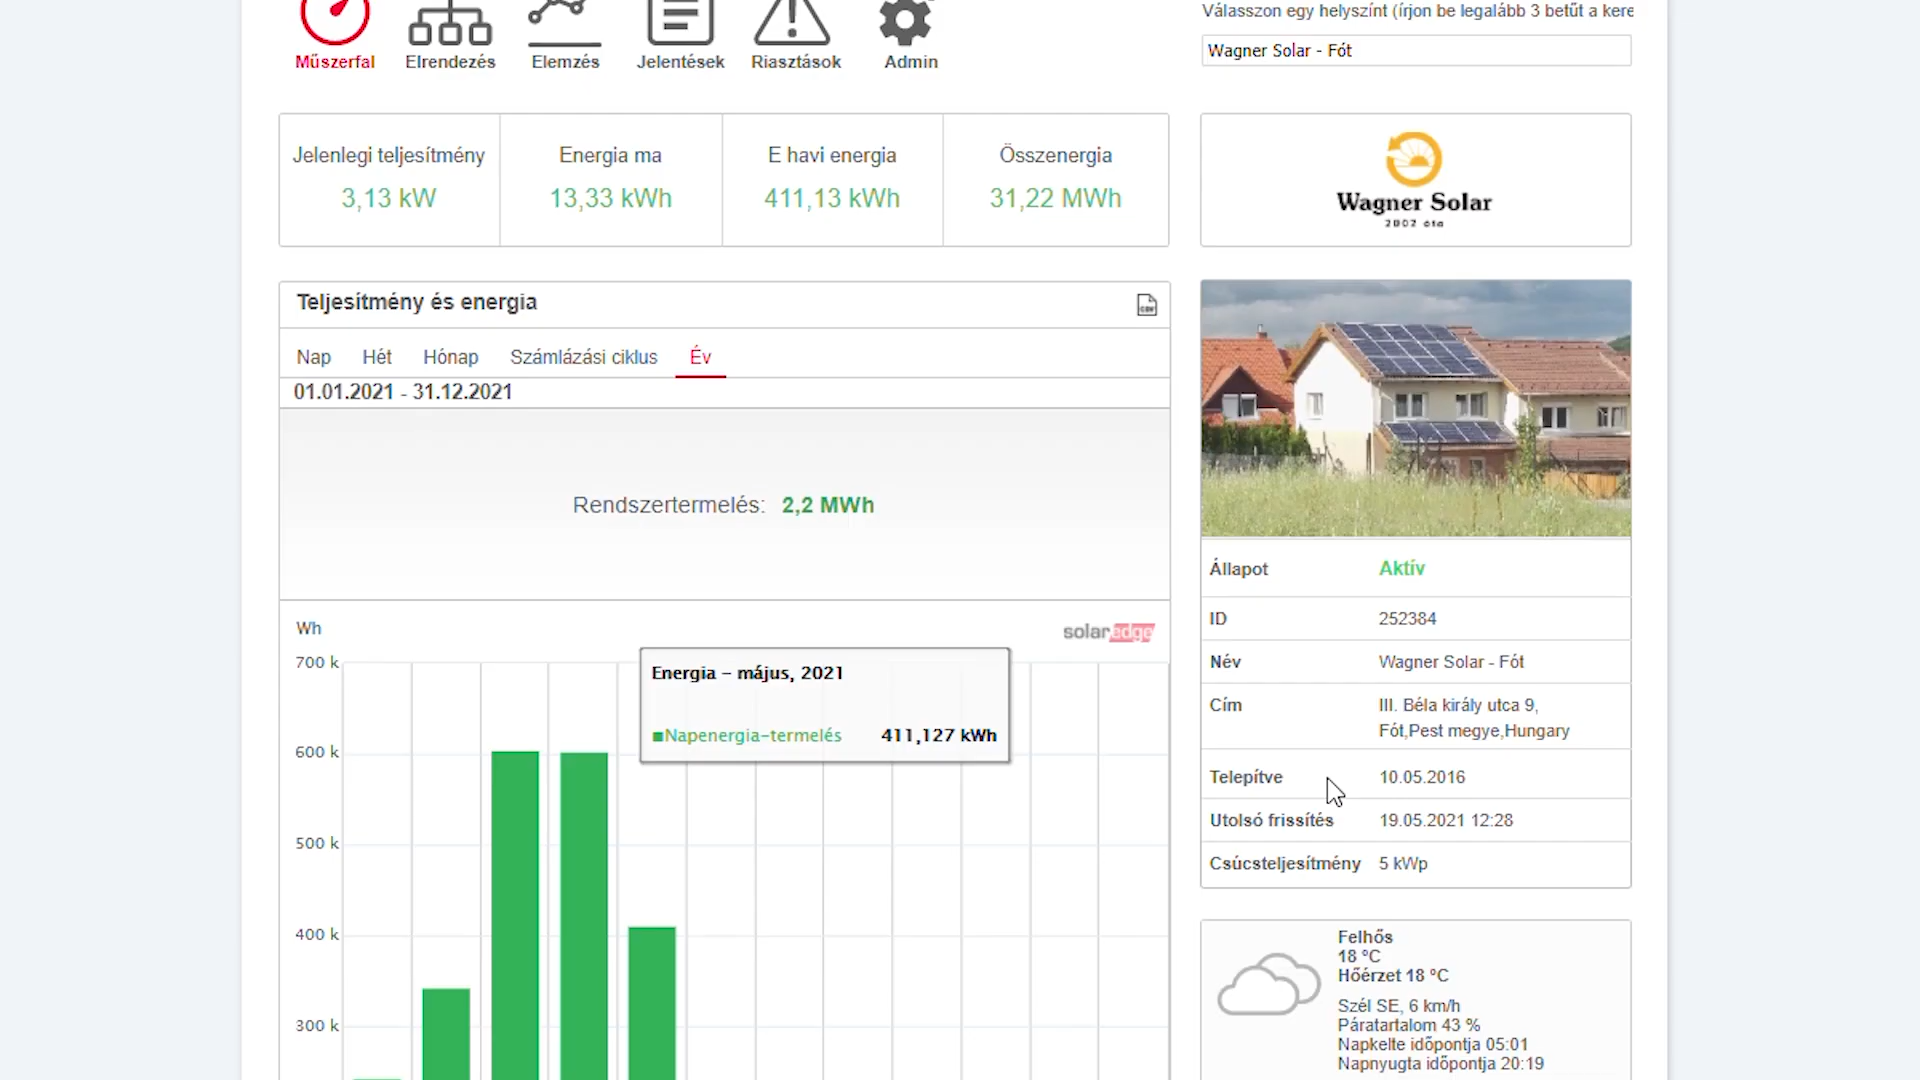 Műszerfal
Elrendezés
Elemzés
Jelentések
Riasztások
Admin
Válasszon egy helyszínt (írjon be legalább 3 betűt a kere
Wagner Solar - Fót
Jelenlegi teljesítmény
3,13 kW
Energia ma
13,33 kWh
E havi energia
411,13 kWh
Összenergia
31,22 MWh
Wagner Solar
2002 óta
Teljesítmény és energia
CSV
Nap Hét Hónap Számlázási ciklus Év
01.01.2021 - 31.12.2021
Rendszertermelés: 2,2 MWh
Wh
solaredge
700 k
600 k
500 k
400 k
300 k
Energia – május, 2021
Napenergia-termelés 411,127 kWh
Állapot Aktív
ID 252384
Név Wagner Solar - Fót
Cím III. Béla király utca 9,
Fót,Pest megye,Hungary
Telepítve 10.05.2016
Utolsó frissítés 19.05.2021 12:28
Csúcsteljesítmény 5 kWp
Felhős
18 °C
Hőérzet 18 °C
Szél SE, 6 km/h
Páratartalom 43 %
Napkelte időpontja 05:01
Napnyugta időpontja 20:19